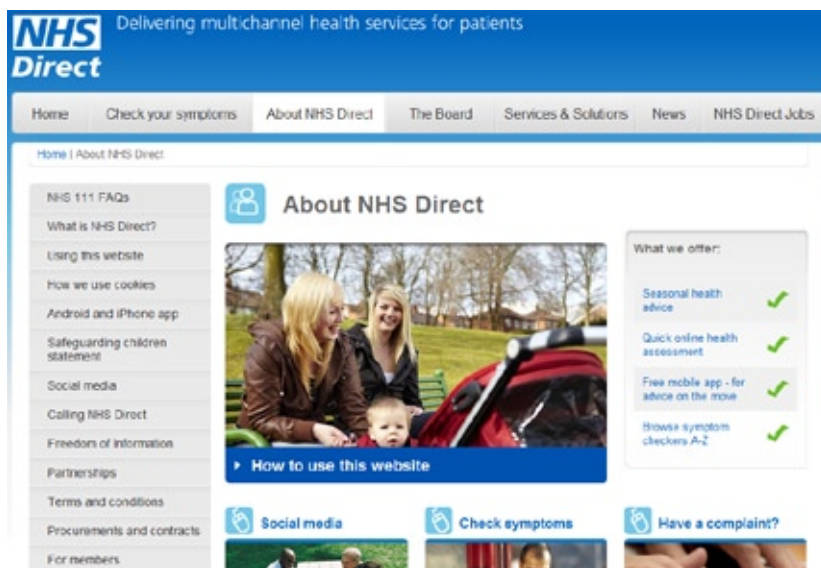 NHS
Direct
Delivering multichannel health services for patients
Home
Check your symptoms
About NHS Direct
The Board
Services & Solutions
News
NHS Direct Jobs
Home | About NHS Direct
NHS 111 FAQs
What is NHS Direct?
Using this website
How we use cookies
Android and iPhone app
Safeguarding children
statement
Social media
Calling NHS Direct
Freedom of Information
Partnerships
Terms and conditions
Procurements and contracts
For members
About NHS Direct
How to use this website
What we offer:
Seasonal health
advice
Quick online health
assessment
Free mobile app - for
advice on the move
Browse symptom
checkers A-Z
Social media
Check symptoms
Have a complaint?